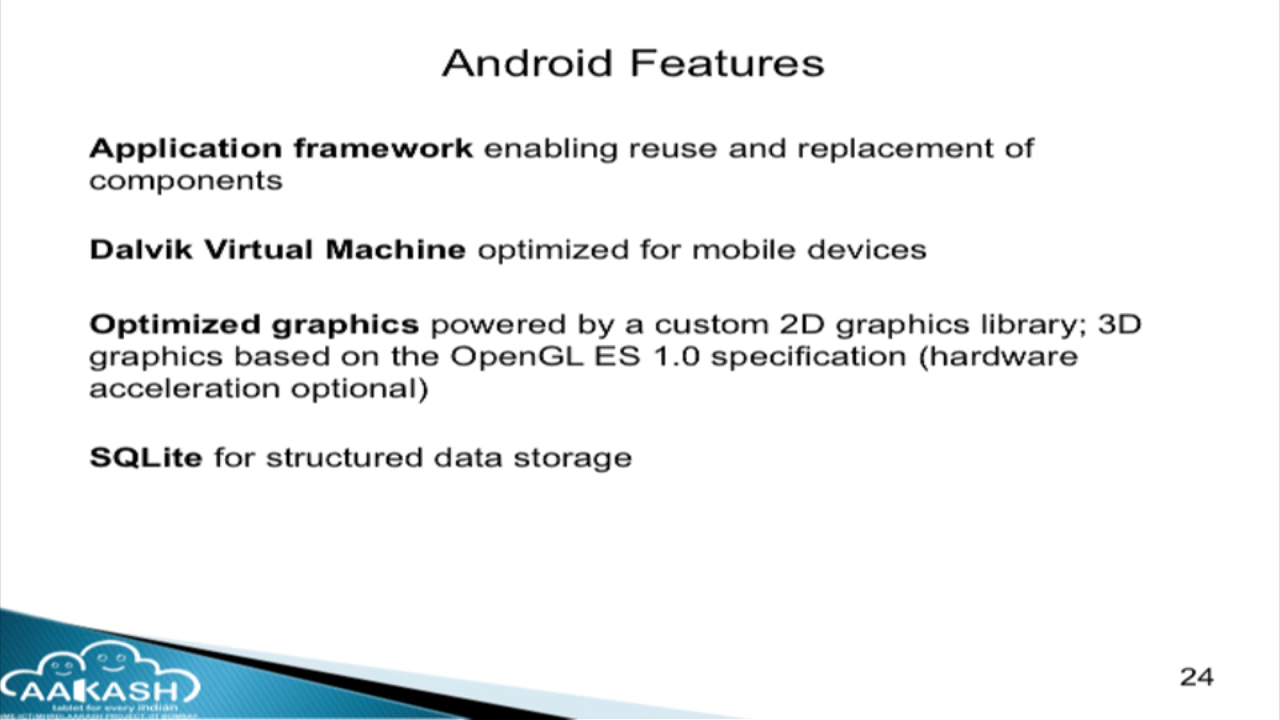 Android Features
Application framework enabling reuse and replacement of
components
Dalvik Virtual Machine optimized for mobile devices
Optimized graphics powered by a custom 2D graphics library; 3D
graphics based on the OpenGL ES 1.0 specification (hardware
acceleration optional)
SQLite for structured data storage
AAKASH
tablet for every indian
24